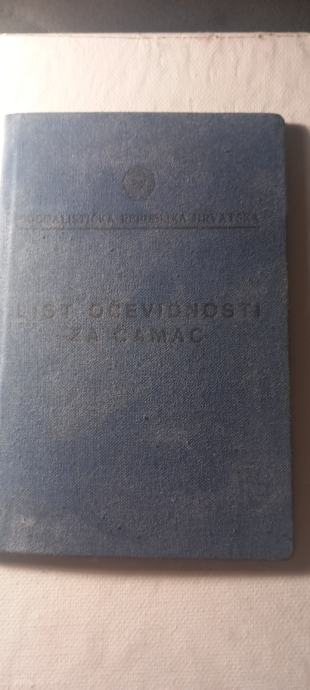 SOCIJALISTIČKA REPUBLIKA HRVATSKA
LIST OČEVIDNOSTI
ZA ČAMAC